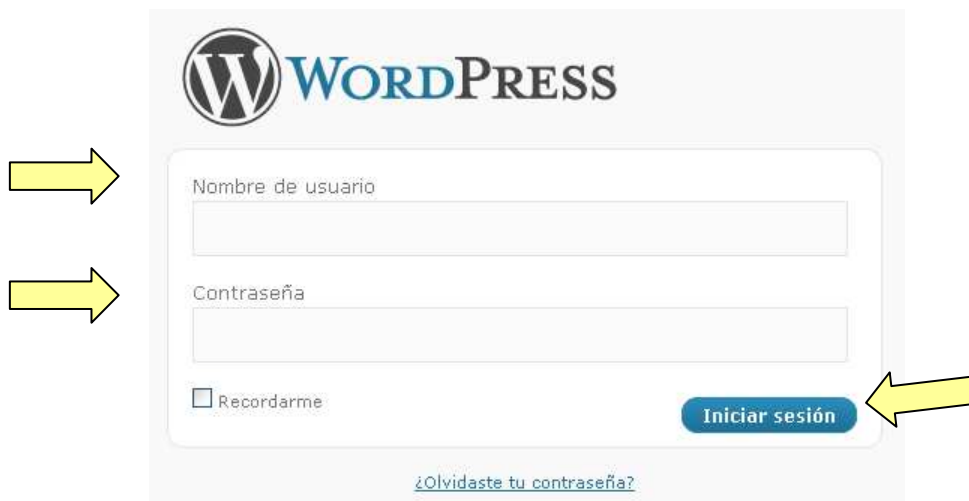 WORDPRESS
Nombre de usuario
Contraseña
Recordarme
Iniciar sesión
¿Olvidaste tu contraseña?